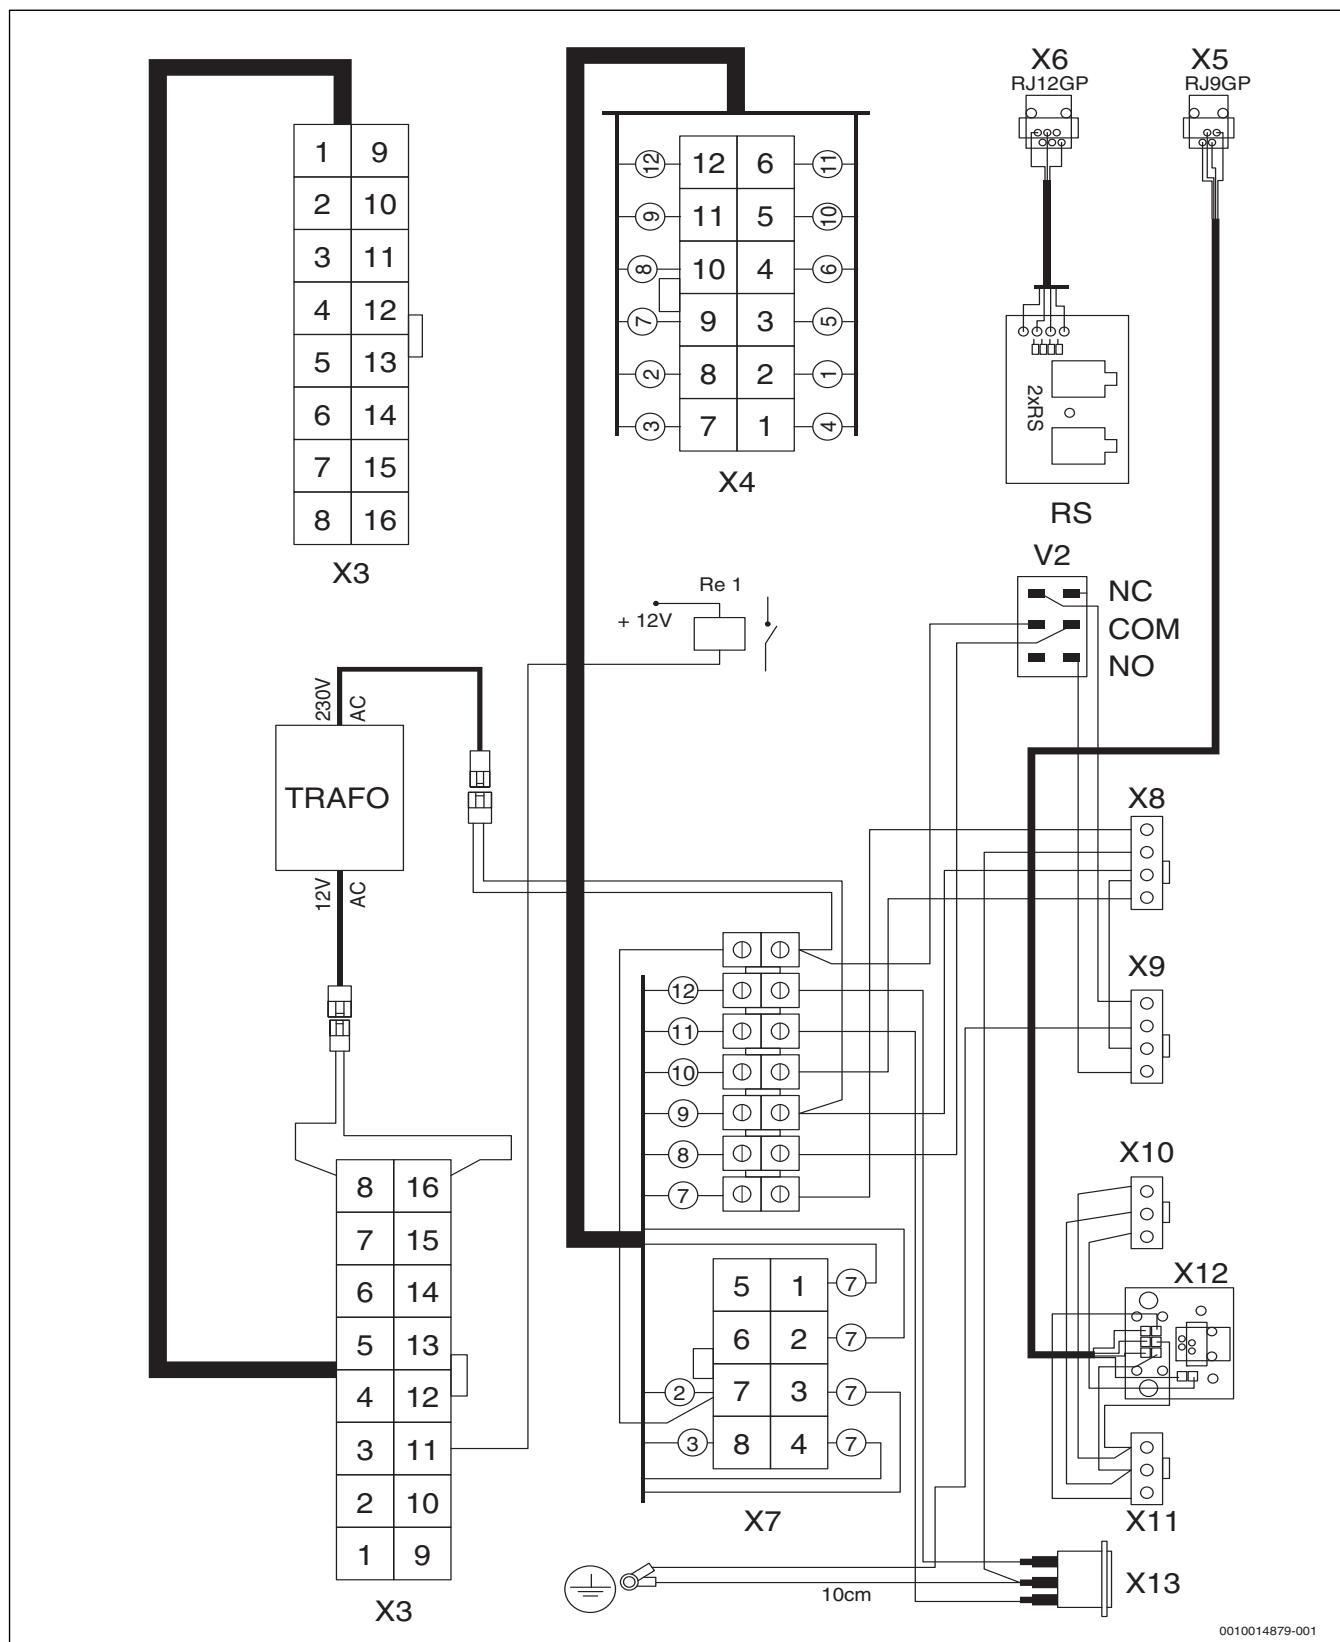 X6
RJ12GP
X5
RJ9GP
1 9
2 10
3 11
4 12
5 13
6 14
7 15
8 16
X3
12 12 6 11
9 11 5 10
8 10 4 6
7 9 3 5
2 8 2 1
3 7 1 4
X4
2xRS
RS
V2
NC
COM
NO
Re 1
+ 12V
230V
AC
TRAFO
12V
AC
X8
X9
12
11
10
9
8
7
X10
X12
8 16
7 15
6 14
5 13
4 12
3 11
2 10
1 9
X3
5 1 7
6 2 7
2 7 3 7
3 8 4 7
X7
X11
10cm
X13
0010014879-001